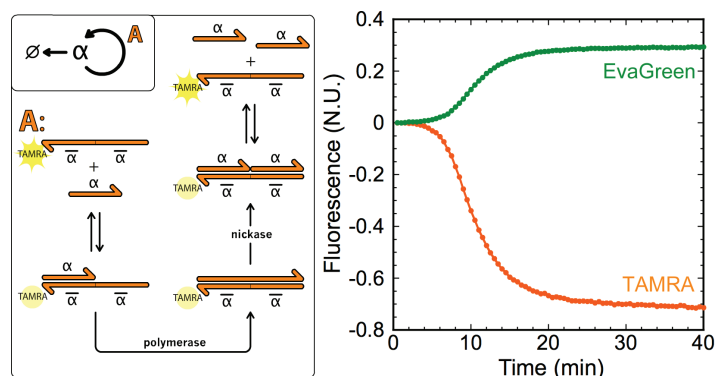 A
∅ α
A:
TAMRA
α̅ α̅
+
α
α
TAMRA
α̅ α̅
polymerase
α α
+
TAMRA
α̅ α̅
α α
TAMRA
α̅ α̅
nickase
TAMRA
α̅ α̅
Fluorescence (N.U.)
0.4
0.2
0
-0.2
-0.4
-0.6
-0.8
EvaGreen
TAMRA
0 10 20 30 40
Time (min)